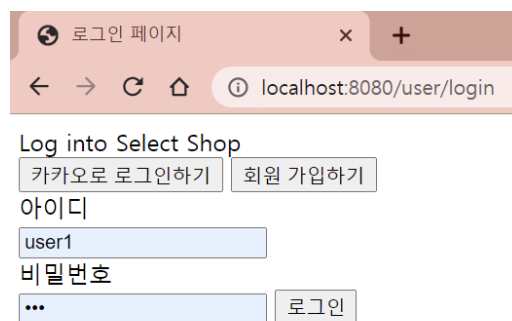 로그인 페이지
localhost:8080/user/login
Log into Select Shop
카카오로 로그인하기 회원 가입하기
아이디
user1
비밀번호
••• 로그인